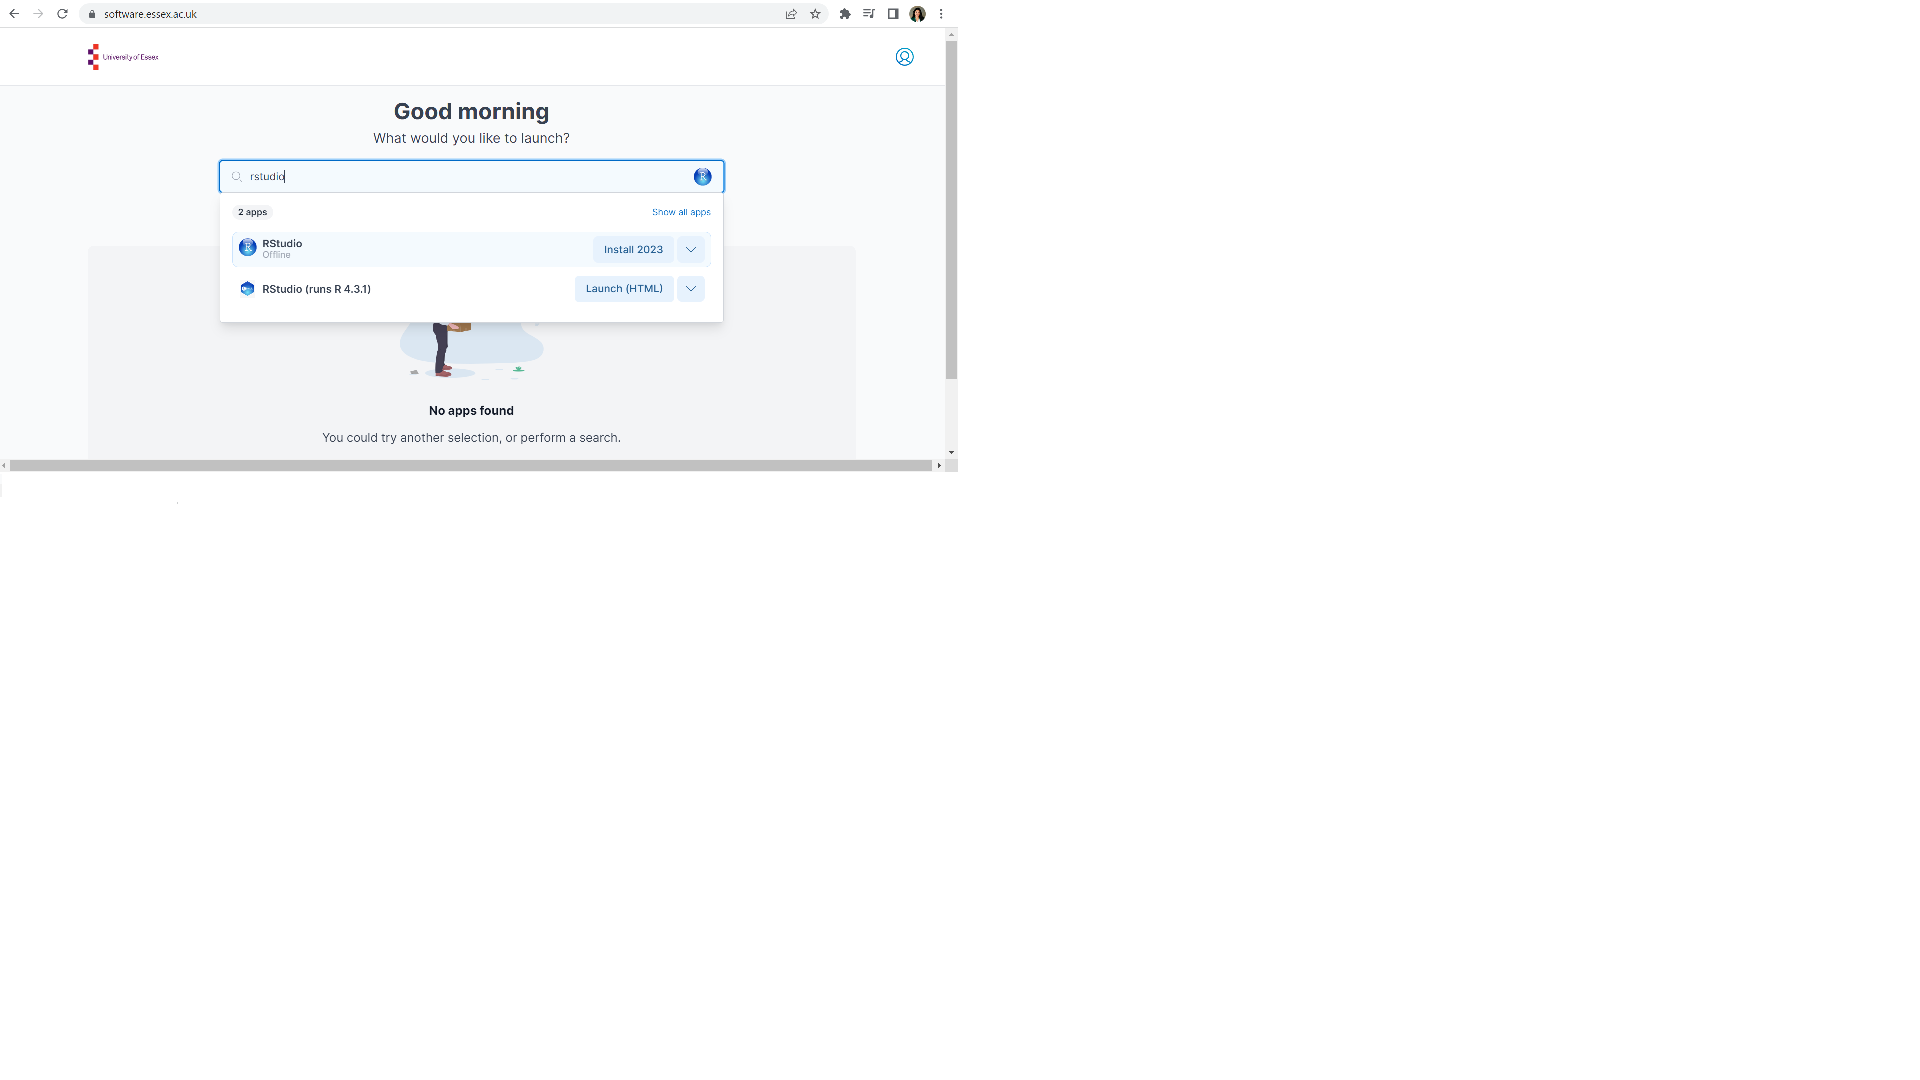 software.essex.ac.uk
University of Essex
Good morning
What would you like to launch?
rstudio
2 apps
Show all apps
RStudio
Offline
Install 2023
RStudio (runs R 4.3.1)
Launch (HTML)
No apps found
You could try another selection, or perform a search.